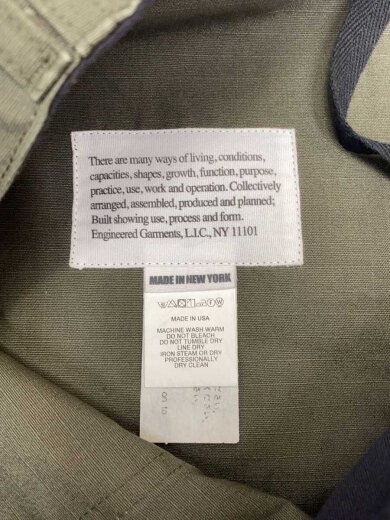 There are many ways of living, conditions,
capacities, shapes, growth, function, purpose,
practice, use, work and operation. Collectively
arranged, assembled, produced and planned;
Built showing use, process and form.
Engineered Garments, L.I.C., NY 11101
MADE IN NEW YORK
MADE IN USA
MACHINE WASH WARM
DO NOT BLEACH
DO NOT TUMBLE DRY
LINE DRY
IRON STEAM OR DRY
PROFESSIONALLY
DRY CLEAN